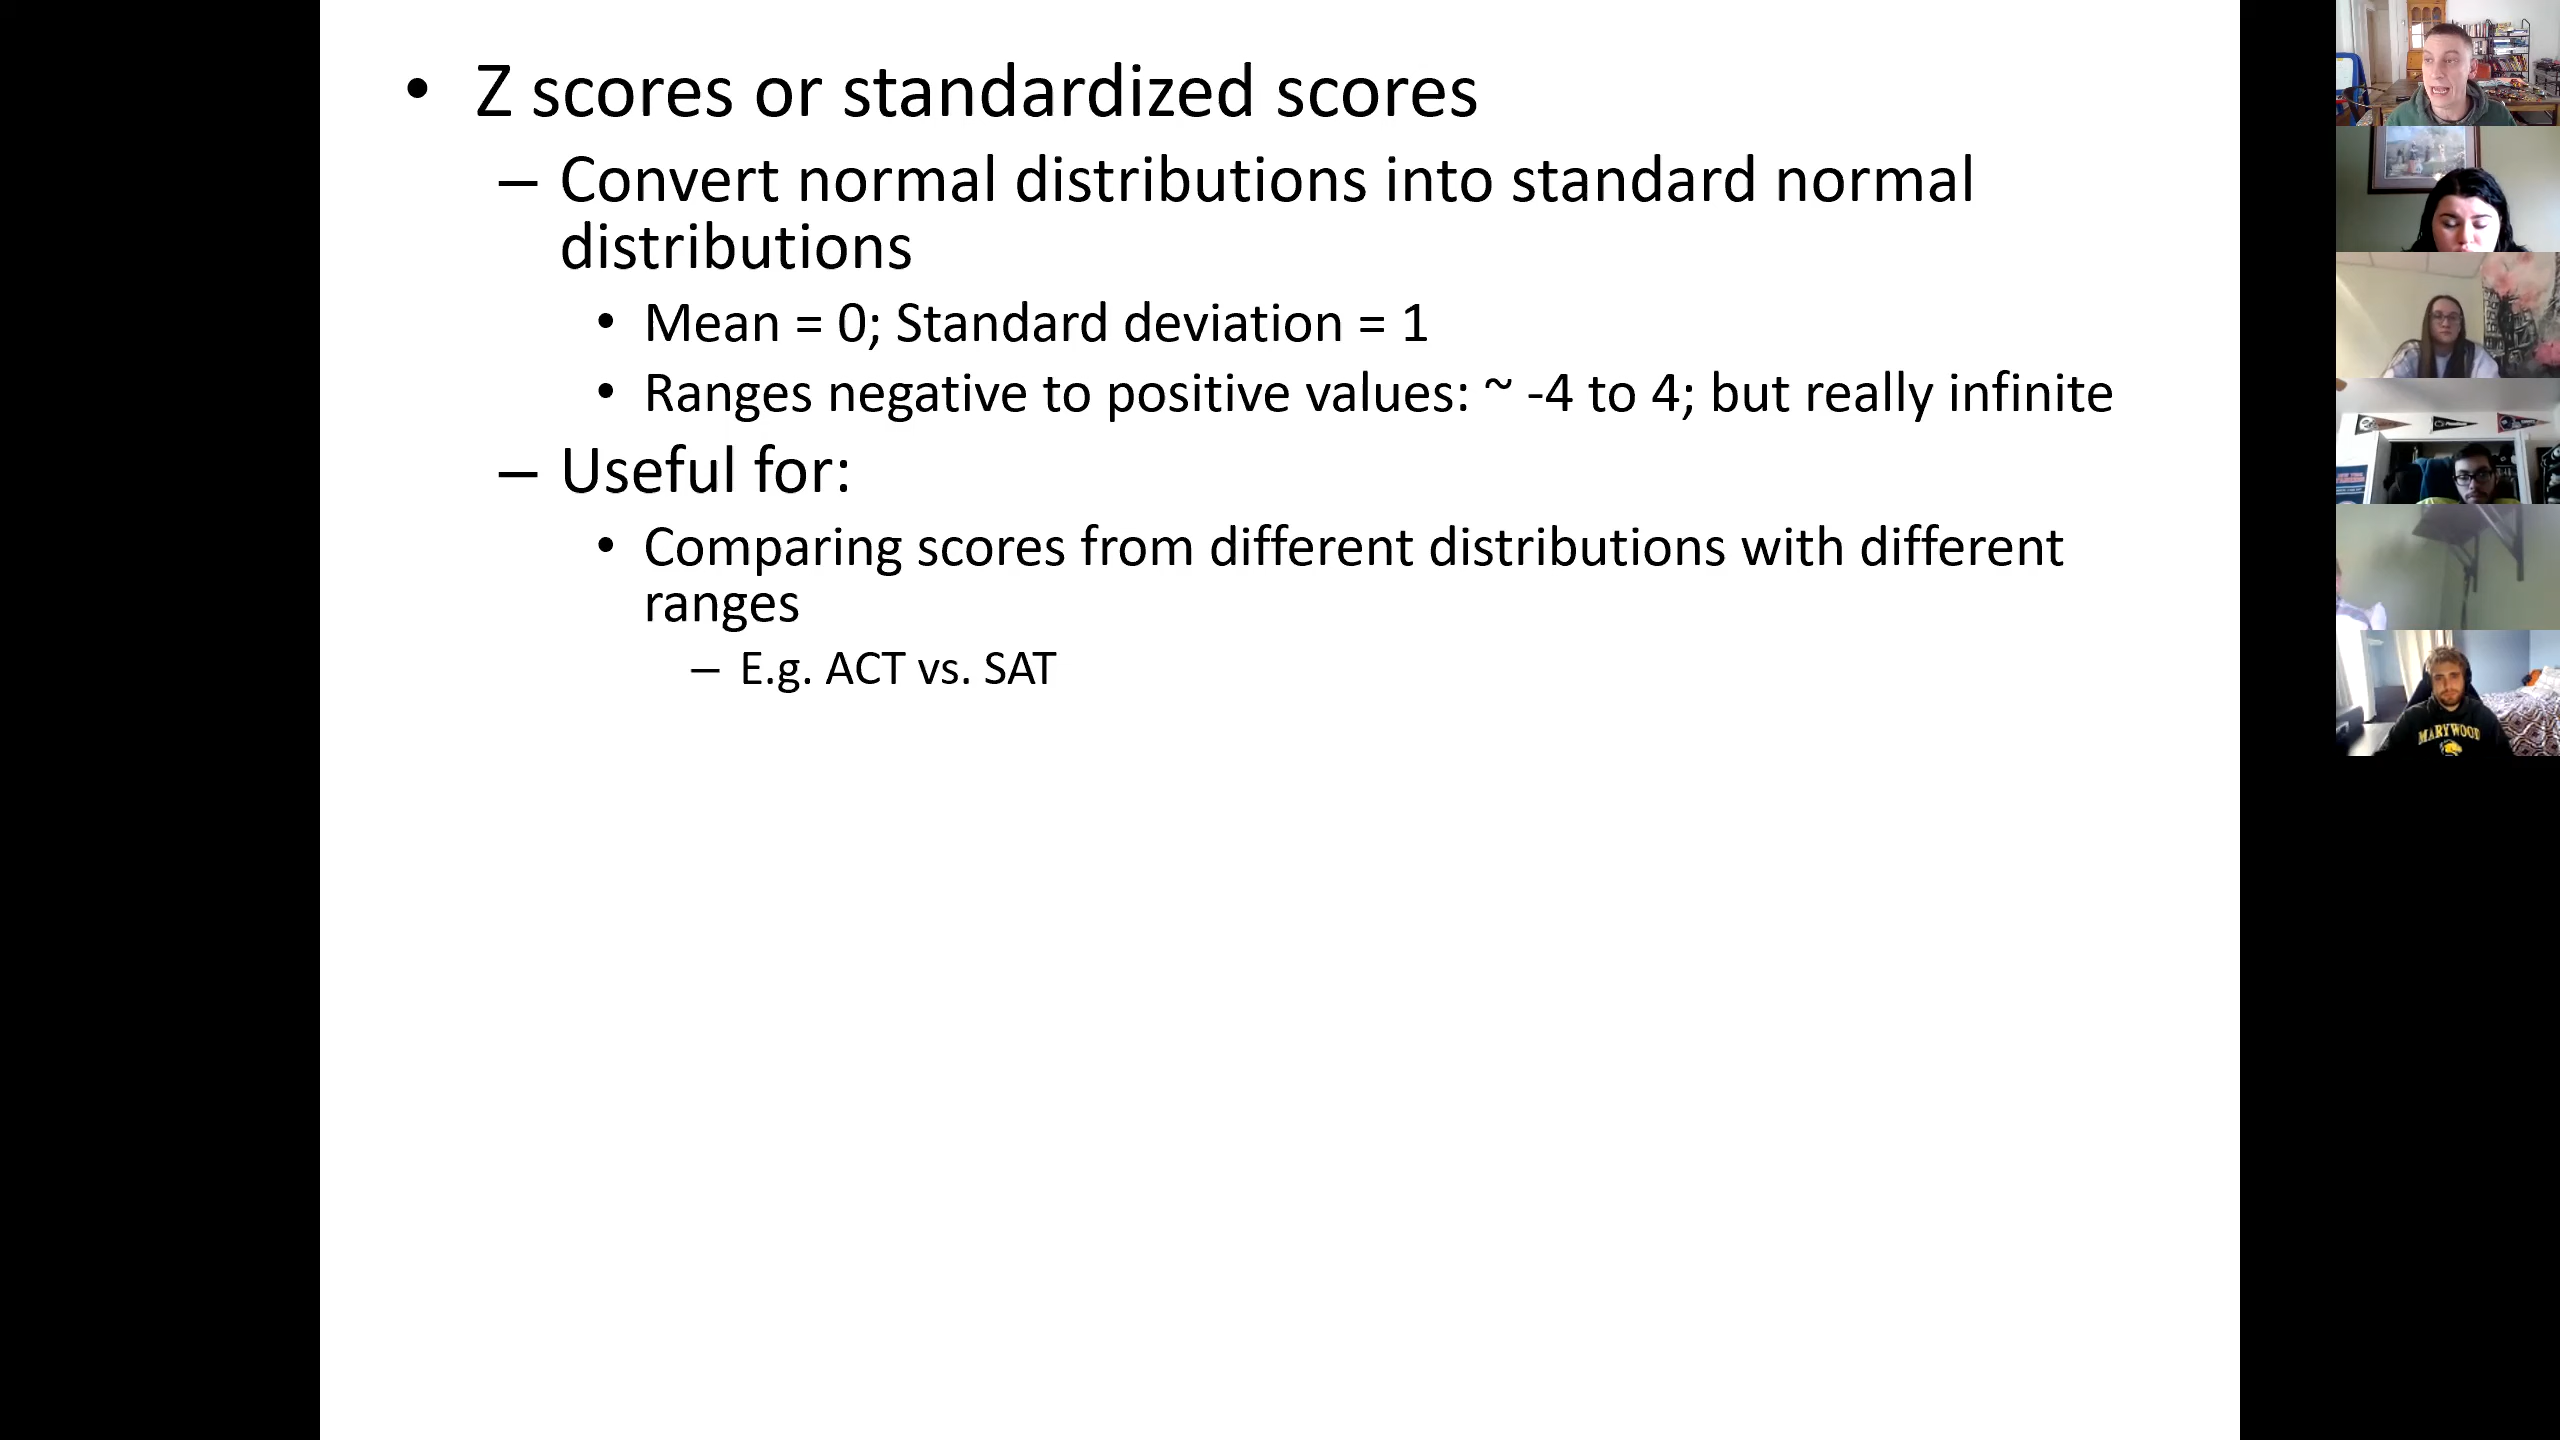 • Z scores or standardized scores
– Convert normal distributions into standard normal
distributions
• Mean = 0; Standard deviation = 1
• Ranges negative to positive values: ~ -4 to 4; but really infinite
– Useful for:
• Comparing scores from different distributions with different
ranges
– E.g. ACT vs. SAT
MARYWOOD